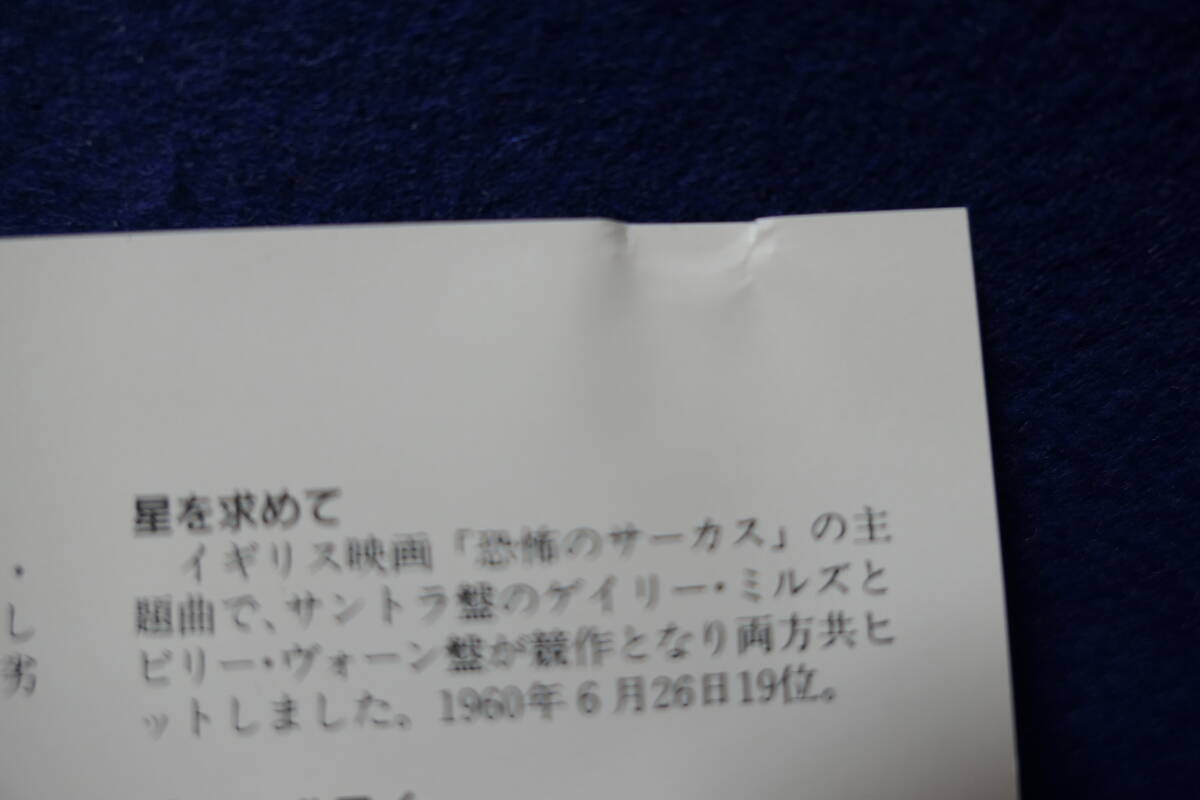 星を求めて
イギリス映画「恐怖のサーカス」の主
題曲で、サントラ盤のゲイリー・ミルズと
ビリー・ヴォーン盤が競作となり両方共ヒ
ットしました。1960年6月26日19位。
・
し
劣